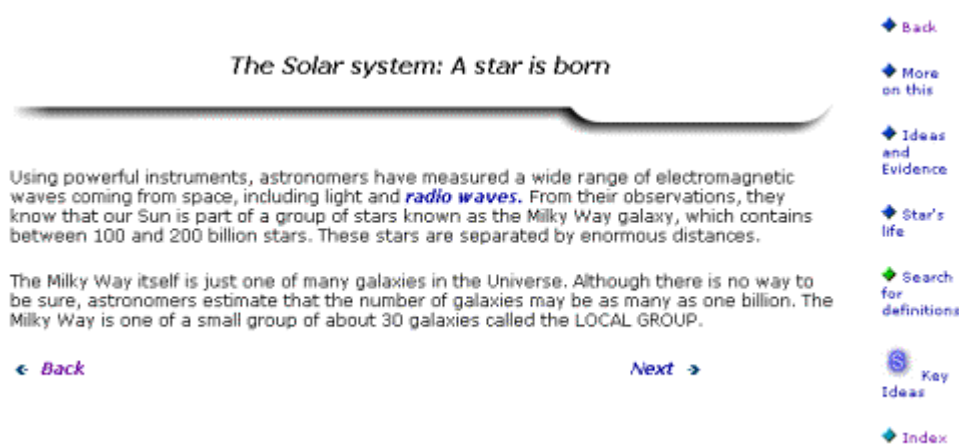 The Solar system: A star is born
Using powerful instruments, astronomers have measured a wide range of electromagnetic
waves coming from space, including light and radio waves. From their observations, they
know that our Sun is part of a group of stars known as the Milky Way galaxy, which contains
between 100 and 200 billion stars. These stars are separated by enormous distances.
The Milky Way itself is just one of many galaxies in the Universe. Although there is no way to
be sure, astronomers estimate that the number of galaxies may be as many as one billion. The
Milky Way is one of a small group of about 30 galaxies called the LOCAL GROUP.
Back
Next
Back
More
on this
Ideas
and
Evidence
Star's
life
Search
for
definitions
S
Key
Ideas
Index